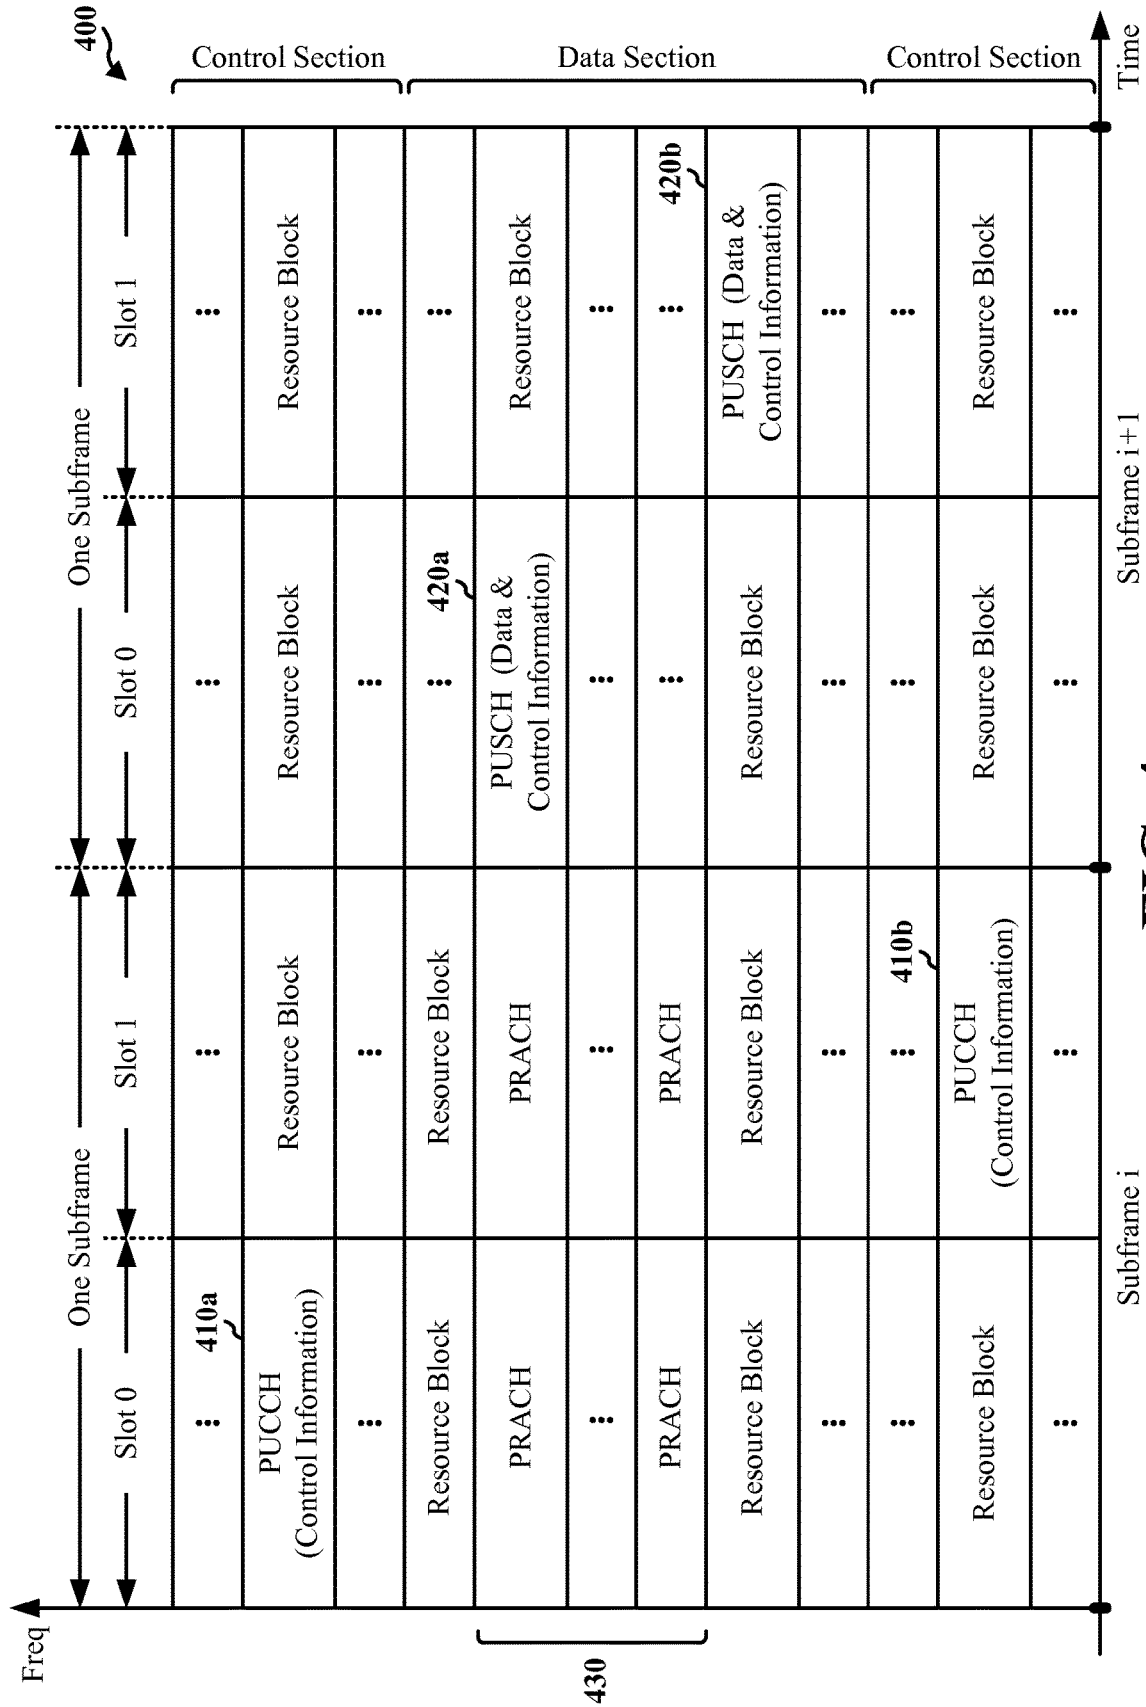 400
Freq
One Subframe
One Subframe
Slot 0
Slot 1
Slot 0
Slot 1
410a
PUCCH
(Control Information)
Resource Block
Resource Block
Resource Block
Control Section
Resource Block
Resource Block
420a
PRACH
PRACH
PUSCH (Data &
Control Information)
Resource Block
430
Data Section
PRACH
PRACH
420b
Resource Block
Resource Block
Resource Block
PUSCH (Data &
Control Information)
410b
Resource Block
PUCCH
(Control Information)
Resource Block
Resource Block
Control Section
Subframe i
Subframe i+1
Time